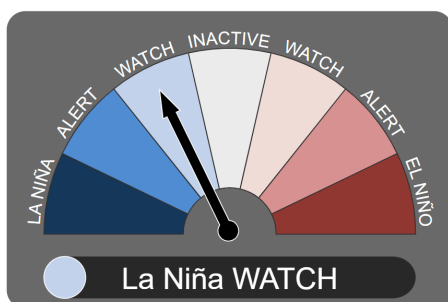 LA NIÑA
ALERT
WATCH
INACTIVE
WATCH
ALERT
EL NIÑO
La Niña WATCH